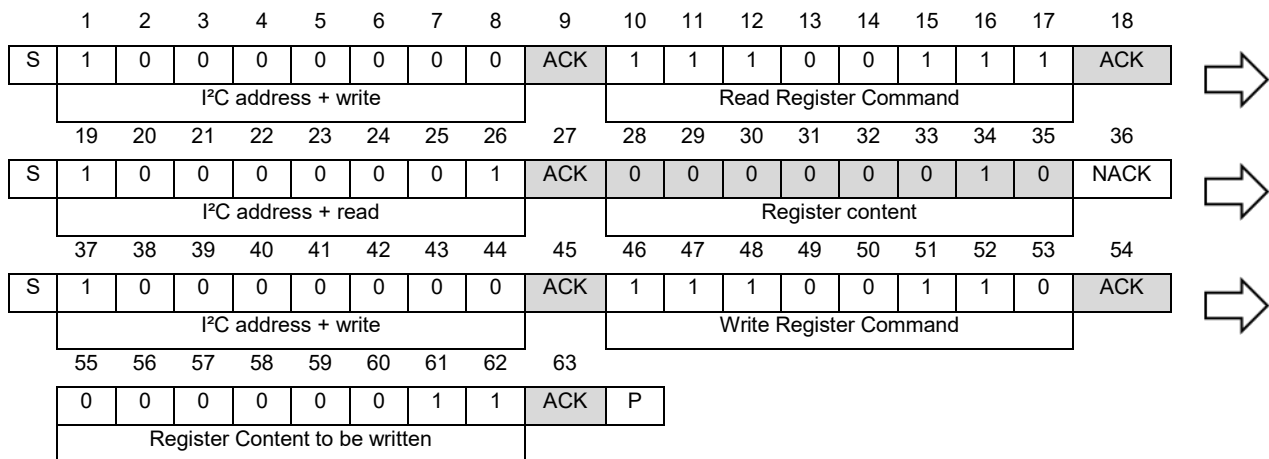 1 2 3 4 5 6 7 8 9 10 11 12 13 14 15 16 17 18
S 1 0 0 0 0 0 0 0 ACK 1 1 1 0 0 1 1 1 ACK
I²C address + write Read Register Command
19 20 21 22 23 24 25 26 27 28 29 30 31 32 33 34 35 36
S 1 0 0 0 0 0 0 1 ACK 0 0 0 0 0 0 1 0 NACK
I²C address + read Register content
37 38 39 40 41 42 43 44 45 46 47 48 49 50 51 52 53 54
S 1 0 0 0 0 0 0 0 ACK 1 1 1 0 0 1 1 0 ACK
I²C address + write Write Register Command
55 56 57 58 59 60 61 62 63
0 0 0 0 0 0 1 1 ACK P
Register Content to be written